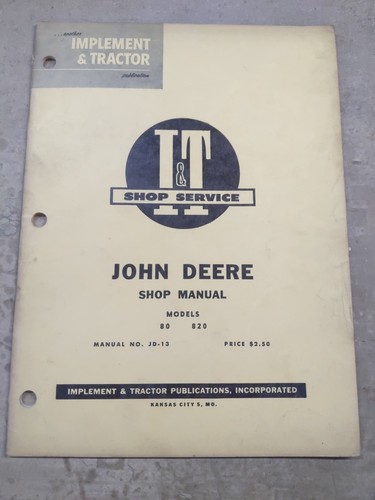 ...another
IMPLEMENT
& TRACTOR
publication
I&T
SHOP SERVICE
JOHN DEERE
SHOP MANUAL
MODELS
80 820
MANUAL NO. JD-13 PRICE $2.50
IMPLEMENT & TRACTOR PUBLICATIONS, INCORPORATED
KANSAS CITY 5, MO.